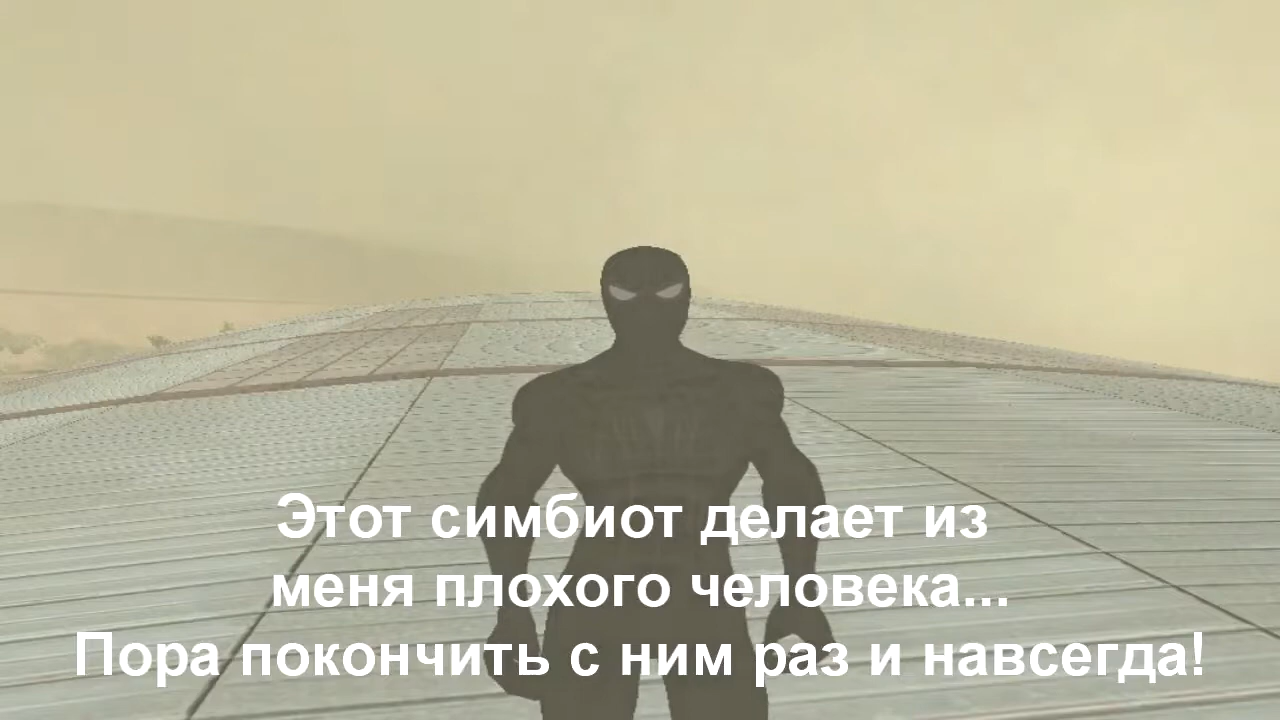 Этот симбиот делает из
меня плохого человека...
Пора покончить с ним раз и навсегда!